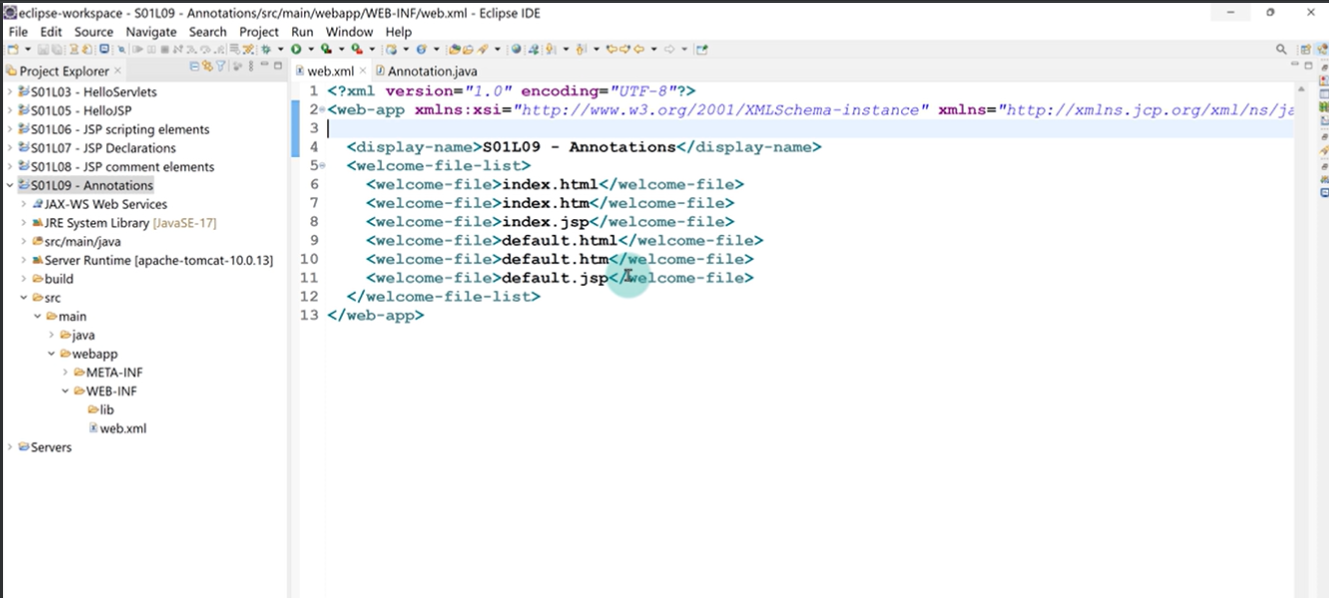 eclipse-workspace - S01L09 - Annotations/src/main/webapp/WEB-INF/web.xml - Eclipse IDE
File Edit Source Navigate Search Project Run Window Help
Project Explorer
S01L03 - HelloServlets
S01L05 - HelloJSP
S01L06 - JSP scripting elements
S01L07 - JSP Declarations
S01L08 - JSP comment elements
S01L09 - Annotations
JAX-WS Web Services
JRE System Library [JavaSE-17]
src/main/java
Server Runtime [apache-tomcat-10.0.13]
build
src
main
java
webapp
META-INF
WEB-INF
lib
web.xml
Servers
web.xml Annotation.java
1 <?xml version="1.0" encoding="UTF-8"?>
2 <web-app xmlns:xsi="http://www.w3.org/2001/XMLSchema-instance" xmlns="http://xmlns.jcp.org/xml/ns/ja
3
4 <display-name>S01L09 - Annotations</display-name>
5 <welcome-file-list>
6 <welcome-file>index.html</welcome-file>
7 <welcome-file>index.htm</welcome-file>
8 <welcome-file>index.jsp</welcome-file>
9 <welcome-file>default.html</welcome-file>
10 <welcome-file>default.htm</welcome-file>
11 <welcome-file>default.jsp</welcome-file>
12 </welcome-file-list>
13 </web-app>